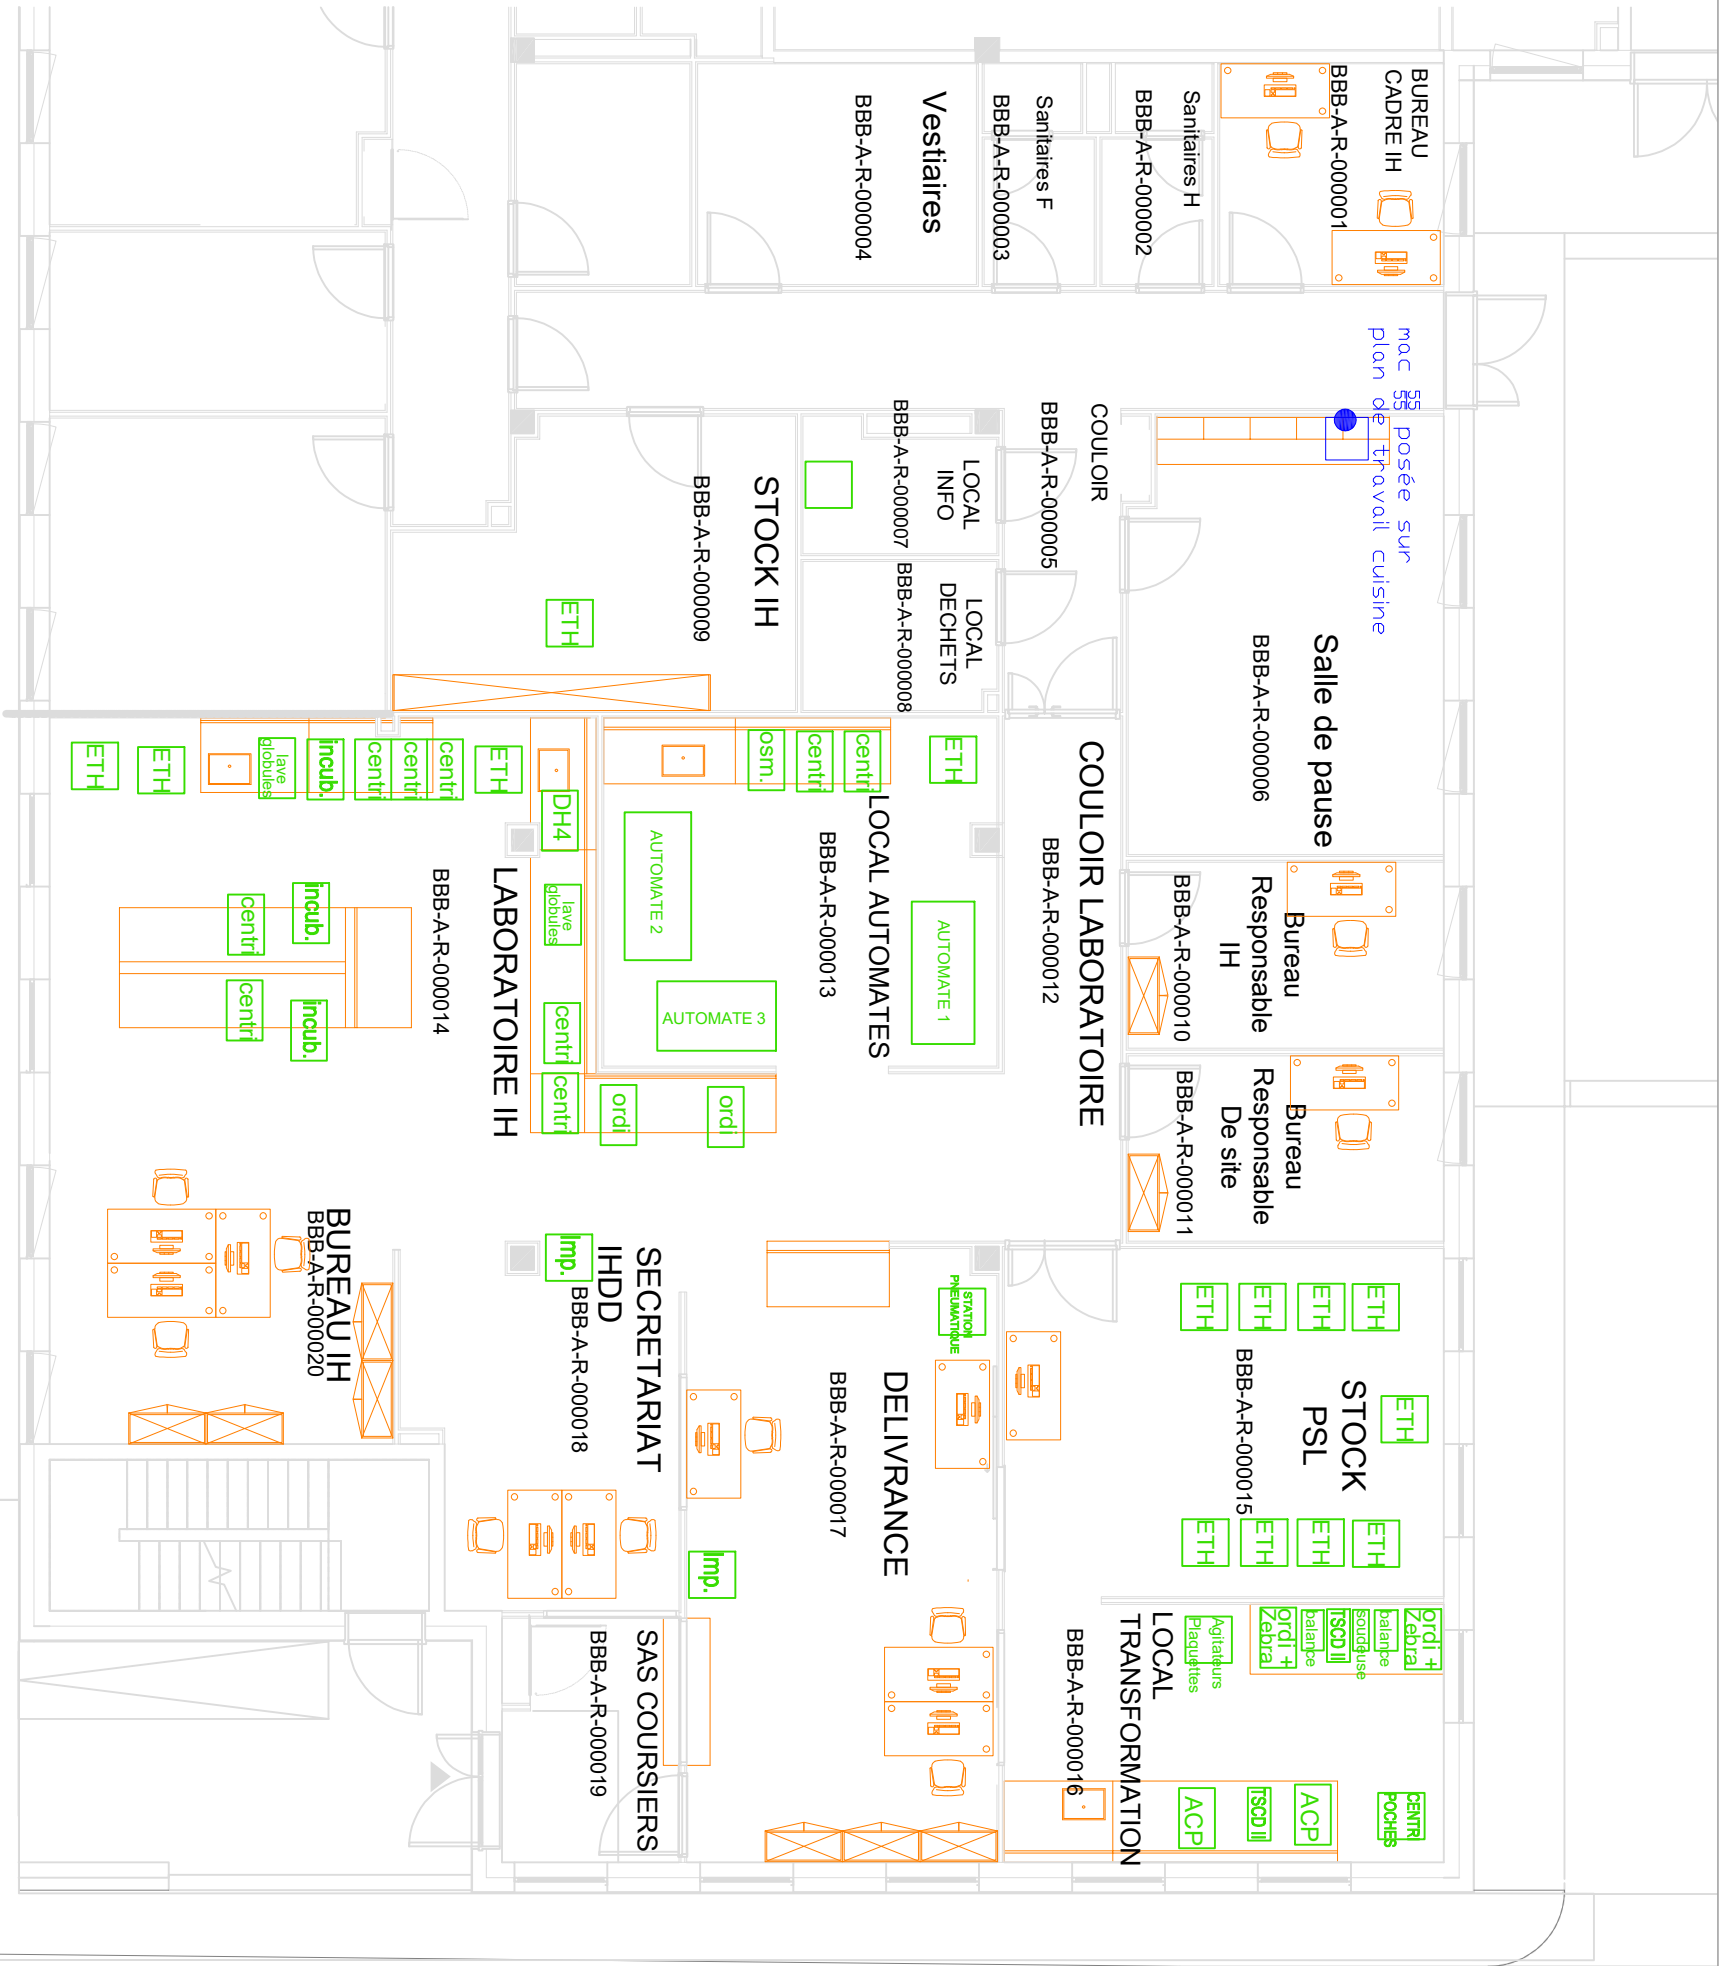 BUREAU
CADRE IH
BBB-A-R-000001
Sanitaires H
BBB-A-R-000002
Sanitaires F
BBB-A-R-000003
Vestiaires
BBB-A-R-000004
mac 55 posée sur
55
plan de travail cuisine
COULOIR
BBB-A-R-000005
LOCAL
INFO
BBB-A-R-000007
LOCAL
DECHETS
BBB-A-R-000008
STOCK IH
BBB-A-R-000009
ETH
Salle de pause
BBB-A-R-000006
COULOIR LABORATOIRE
BBB-A-R-000012
Bureau
Responsable
IH
BBB-A-R-000010
Bureau
Responsable
De site
BBB-A-R-000011
ETH
centri
centri
osm.
LOCAL AUTOMATES
BBB-A-R-000013
AUTOMATE 1
AUTOMATE 2
AUTOMATE 3
ordi
ordi
DH4
lave
globules
centri
centri
ETH
centri
centri
centri
incub.
lave
globules
ETH
ETH
LABORATOIRE IH
BBB-A-R-000014
incub.
centri
incub.
centri
BUREAU IH
BBB-A-R-000020
SECRETARIAT
IHDD
BBB-A-R-000018
Imp.
STATION
PNEUMATIQUE
DELIVRANCE
BBB-A-R-000017
Imp.
SAS COURSIERS
BBB-A-R-000019
ETH
ETH
ETH
ETH
STOCK
PSL
BBB-A-R-000015
ETH
ETH
ETH
ETH
ETH
ordi +
Zebra
balance
soudeuse
TSCD II
balance
ordi +
Zebra
Agitateurs
Plaquettes
LOCAL
TRANSFORMATION
BBB-A-R-000016
CENTRI
POCHES
ACP
TSCD II
ACP